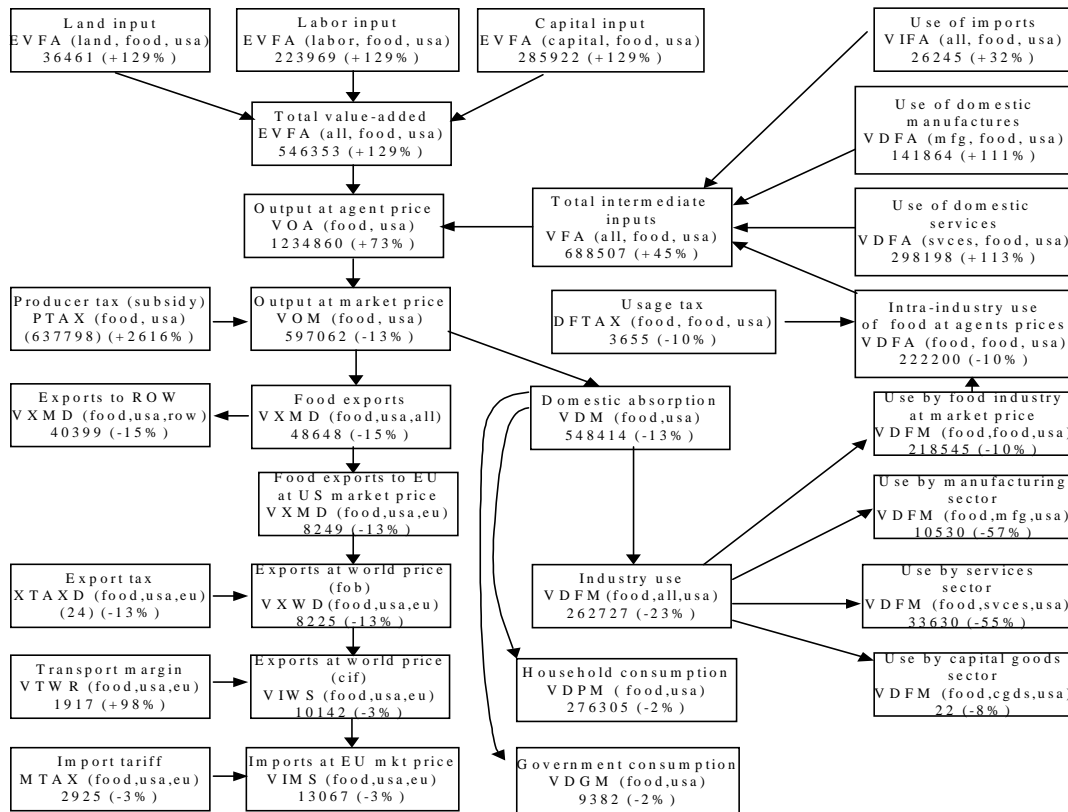 Land input
EVFA (land, food, usa)
36461 (+129%)
Labor input
EVFA (labor, food, usa)
223969 (+129%)
Capital input
EVFA (capital, food, usa)
285922 (+129%)
Use of imports
VIFA (all, food, usa)
26245 (+32%)
Total value-added
EVFA (all, food, usa)
546353 (+129%)
Use of domestic
manufactures
VDFA (mfg, food, usa)
141864 (+111%)
Output at agent price
VOA (food, usa)
1234860 (+73%)
Total intermediate
inputs
VFA (all, food, usa)
688507 (+45%)
Use of domestic
services
VDFA (svces, food, usa)
298198 (+113%)
Producer tax (subsidy)
PTAX (food, usa)
(637798) (+2616%)
Output at market price
VOM (food, usa)
597062 (-13%)
Usage tax
DFTAX (food, food, usa)
3655 (-10%)
Intra-industry use
of food at agents prices
VDFA (food, food, usa)
222200 (-10%)
Exports to ROW
VXMD (food,usa,row)
40399 (-15%)
Food exports
VXMD (food,usa,all)
48648 (-15%)
Domestic absorption
VDM (food,usa)
548414 (-13%)
Use by food industry
at market price
VDFM (food,food,usa)
218545 (-10%)
Food exports to EU
at US market price
VXMD (food,usa,eu)
8249 (-13%)
Use by manufacturing
sector
VDFM (food,mfg,usa)
10530 (-57%)
Export tax
XTAXD (food,usa,eu)
(24) (-13%)
Exports at world price
(fob)
VXWD(food,usa,eu)
8225 (-13%)
Industry use
VDFM(food,all,usa)
262727 (-23%)
Use by services
sector
VDFM (food,svces,usa)
33630 (-55%)
Transport margin
VTWR (food,usa,eu)
1917 (+98%)
Exports at world price
(cif)
VIWS (food,usa,eu)
10142 (-3%)
Household consumption
VDPM (food,usa)
276305 (-2%)
Use by capital goods
sector
VDFM (food,cgds,usa)
22 (-8%)
Import tariff
MTAX (food,usa,eu)
2925 (-3%)
Imports at EU mkt price
VIMS (food,usa,eu)
13067 (-3%)
Government consumption
VDGM (food,usa)
9382 (-2%)